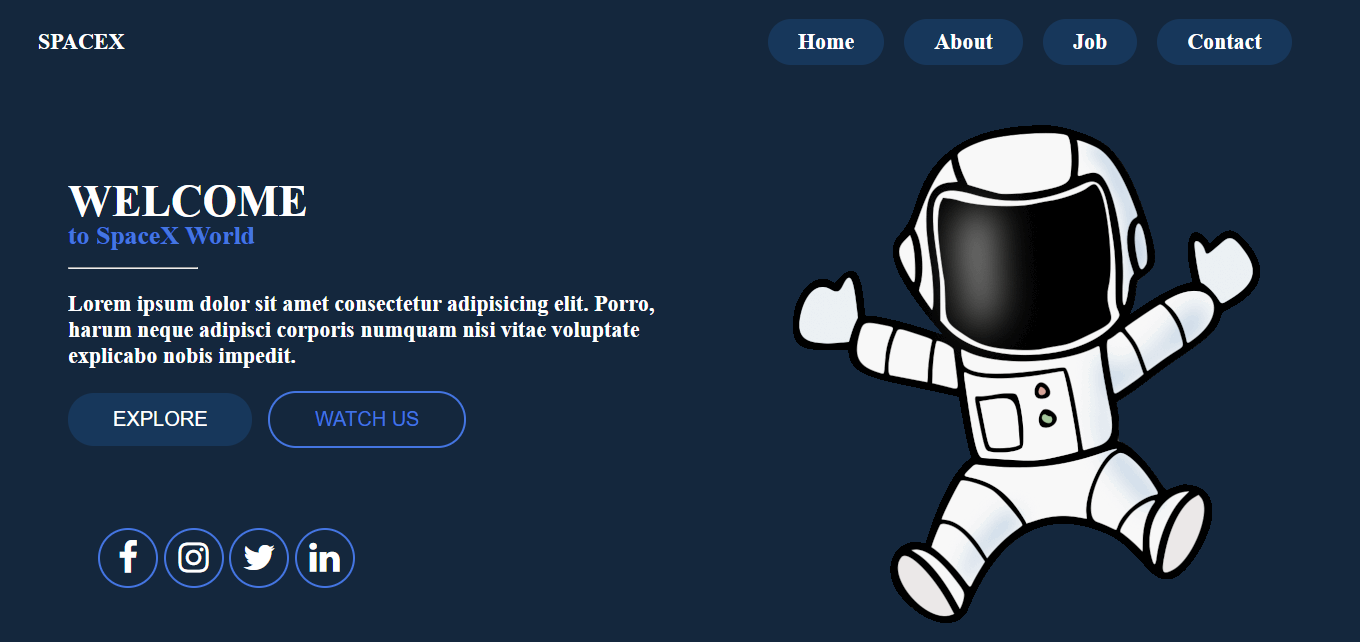 SPACEX
Home
About
Job
Contact
WELCOME
to SpaceX World
Lorem ipsum dolor sit amet consectetur adipisicing elit. Porro,
harum neque adipisci corporis numquam nisi vitae voluptate
explicabo nobis impedit.
EXPLORE
WATCH US